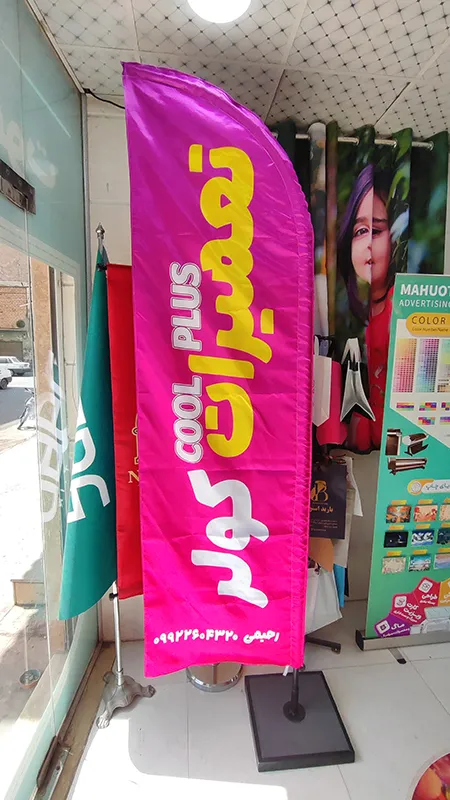 تعمیرات
COOL PLUS
کولر
رحیمی ۰۹۹۲۲۶۰۴۳۲۰
MAHUOT
ADVERTISING
COLOR